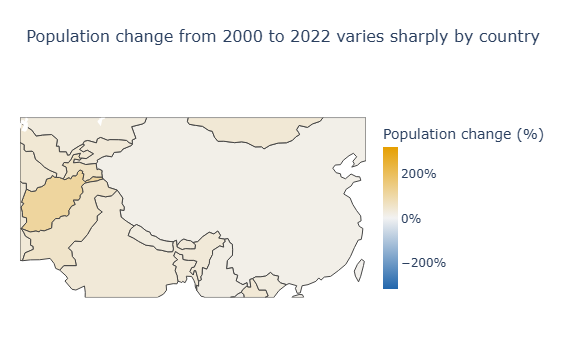 Population change from 2000 to 2022 varies sharply by country
Population change (%)
200%
0%
−200%